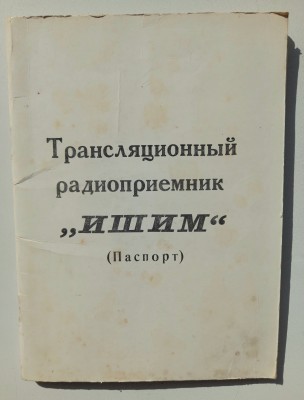 Трансляционный
радиоприемник
„ИШИМ“
(Паспорт)